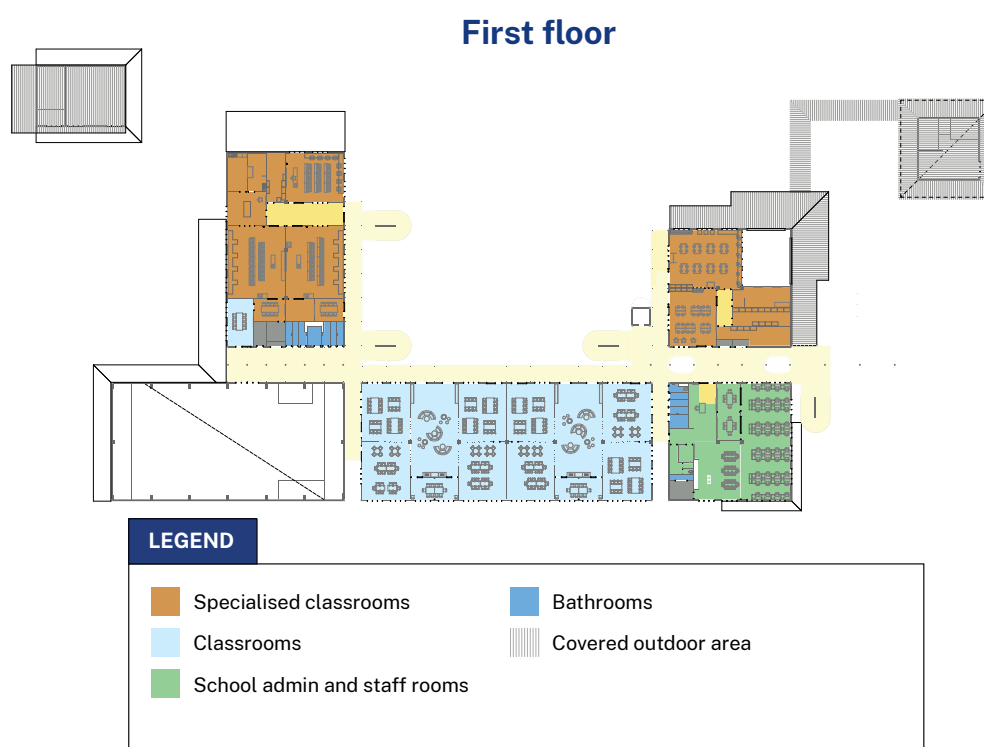 First floor
LEGEND
Specialised classrooms
Classrooms
School admin and staff rooms
Bathrooms
Covered outdoor area